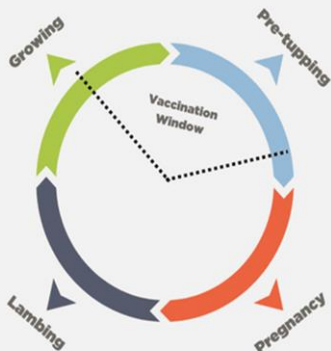 Growing
Pre-tupping
Vaccination
Window
Lambing
Pregnancy